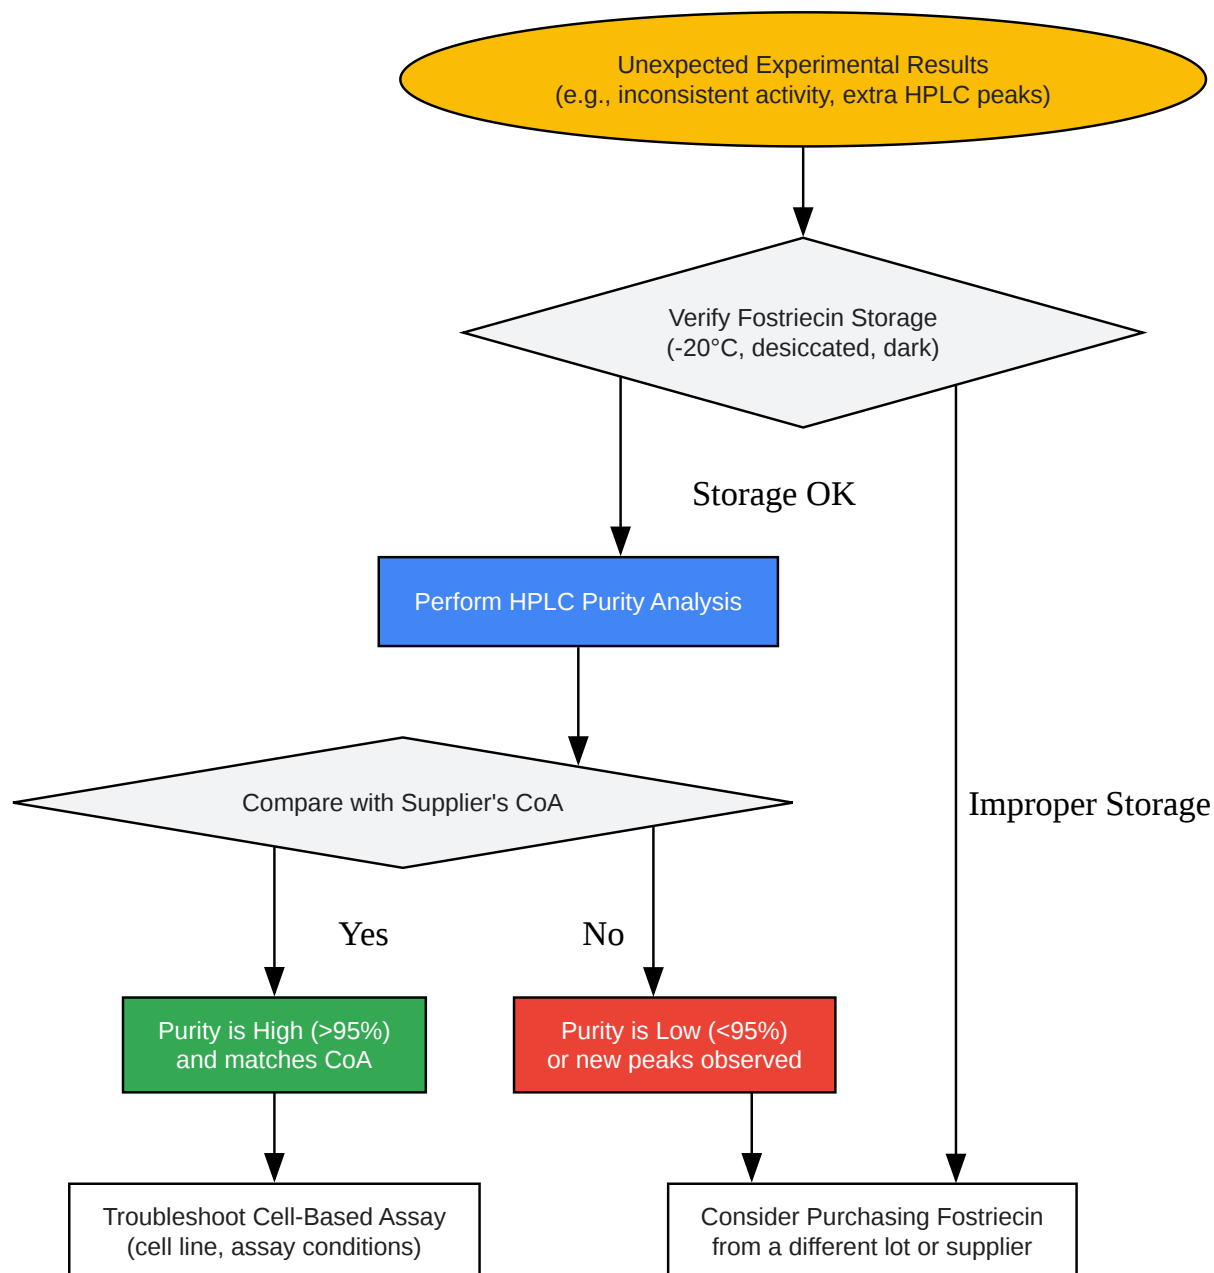 Unexpected Experimental Results
(e.g., inconsistent activity, extra HPLC peaks)
Verify Fostriecin Storage
(-20°C, desiccated, dark)
Storage OK
Perform HPLC Purity Analysis
Compare with Supplier's CoA
Improper Storage
Yes
No
Purity is High (>95%)
and matches CoA
Purity is Low (<95%)
or new peaks observed
Troubleshoot Cell-Based Assay
(cell line, assay conditions)
Consider Purchasing Fostriecin
from a different lot or supplier